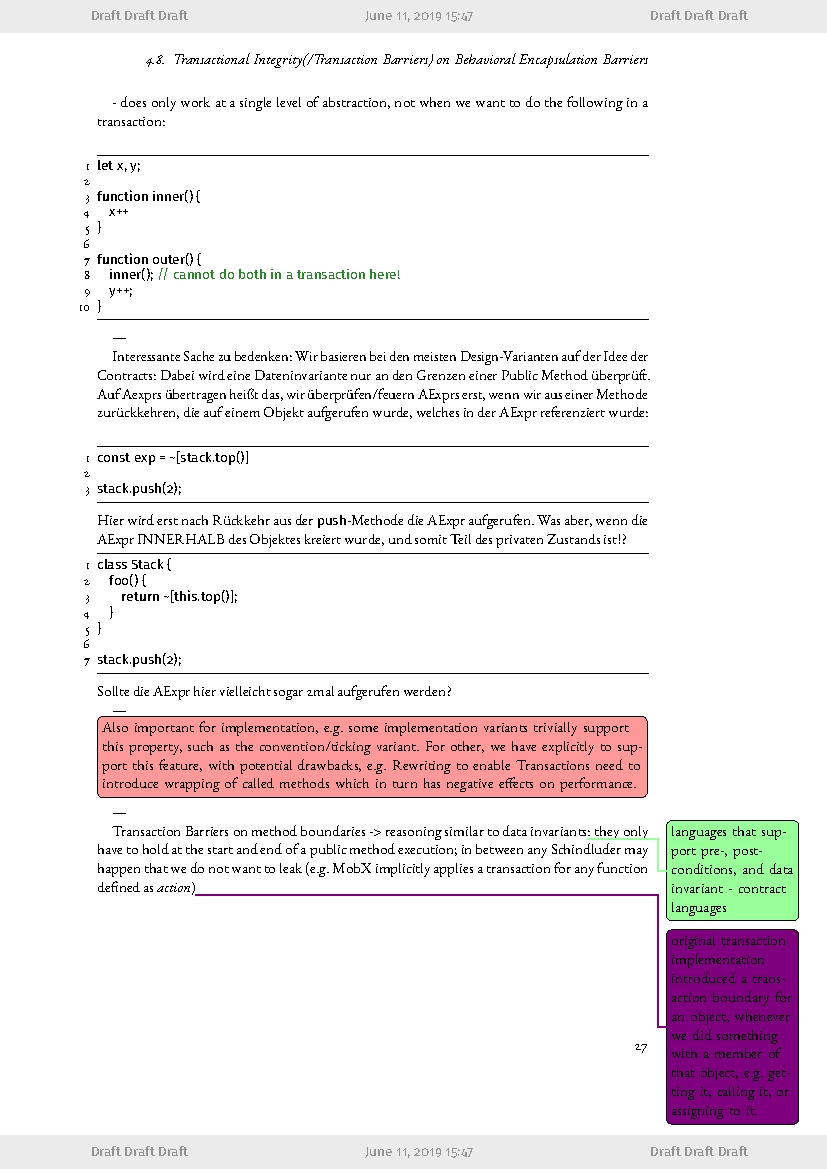 Draft Draft Draft June 11, 2019 15:47 Draft Draft Draft
4.8. Transactional Integrity(/Transaction Barriers) on Behavioral Encapsulation Barriers
- does only work at a single level of abstraction, not when we want to do the following in a
transaction:
1 let x, y;
2
3 function inner() {
4 x++
5 }
6
7 function outer() {
8 inner(); // cannot do both in a transaction here!
9 y++;
10 }
—
Interessante Sache zu bedenken: Wir basieren bei den meisten Design-Varianten auf der Idee der
Contracts: Dabei wird eine Dateninvariante nur an den Grenzen einer Public Method überprüft.
Auf Aexprs übertragen heißt das, wir überprüfen/feuern AExprs erst, wenn wir aus einer Methode
zurückkehren, die auf einem Objekt aufgerufen wurde, welches in der AExpr referenziert wurde:
1 const exp = ~[stack.top()]
2
3 stack.push(2);
Hier wird erst nach Rückkehr aus der push-Methode die AExpr aufgerufen. Was aber, wenn die
AExpr INNERHALB des Objektes kreiert wurde, und somit Teil des privaten Zustands ist!?
1 class Stack {
2 foo() {
3 return ~[this.top()];
4 }
5 }
6
7 stack.push(2);
Sollte die AExpr hier vielleicht sogar 2mal aufgerufen werden?
—
Also important for implementation, e.g. some implementation variants trivially support
this property, such as the convention/ticking variant. For other, we have explicitly to sup-
port this feature, with potential drawbacks, e.g. Rewriting to enable Transactions need to
introduce wrapping of called methods which in turn has negative effects on performance.
—
Transaction Barriers on method boundaries -> reasoning similar to data invariants: they only
have to hold at the start and end of a public method execution; in between any Schindluder may
happen that we do not want to leak (e.g. MobX implicitly applies a transaction for any function
defined as action)
languages that sup-
port pre-, post-
conditions, and data
invariant - contract
languages
original transaction
implementation
introduced a trans-
action boundary for
an object, whenever
we did something
with a member of
that object, e.g. get-
ting it, calling it, or
assigning to it.
27
Draft Draft Draft June 11, 2019 15:47 Draft Draft Draft